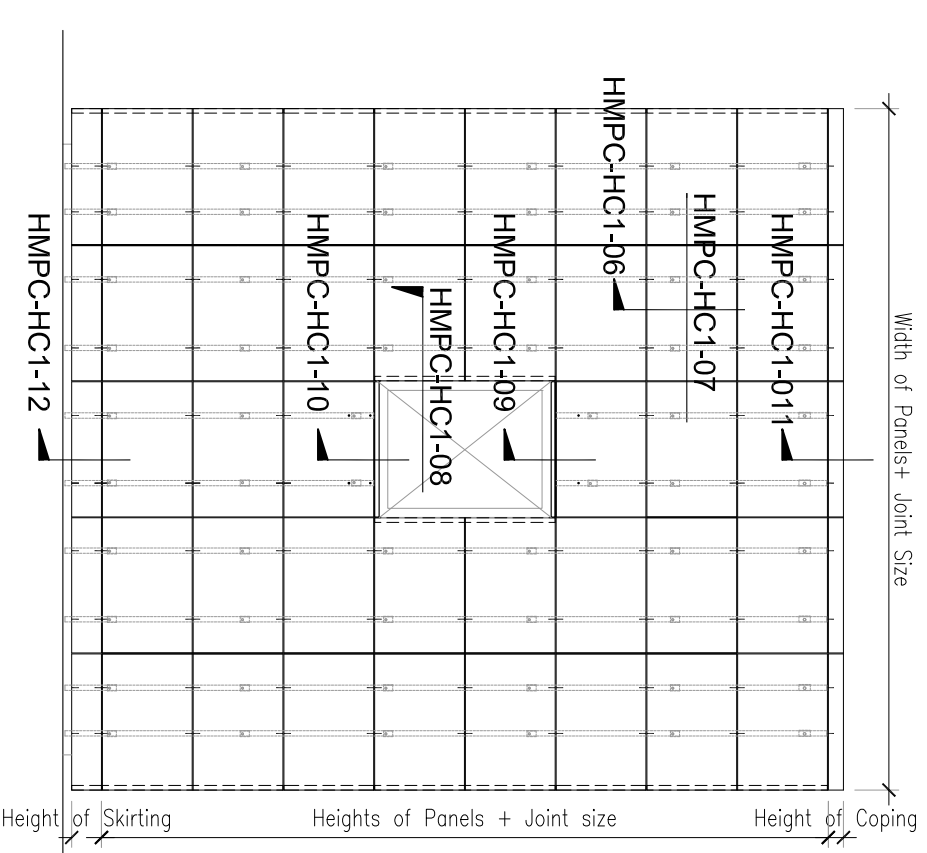 HMPC-HC1-06
HMPC-HC1-07
HMPC-HC1-011
HMPC-HC1-09
HMPC-HC1-08
HMPC-HC1-10
HMPC-HC1-12
Width of Panels+ Joint Size
Height of Skirting
Heights of Panels + Joint size
Height of Coping